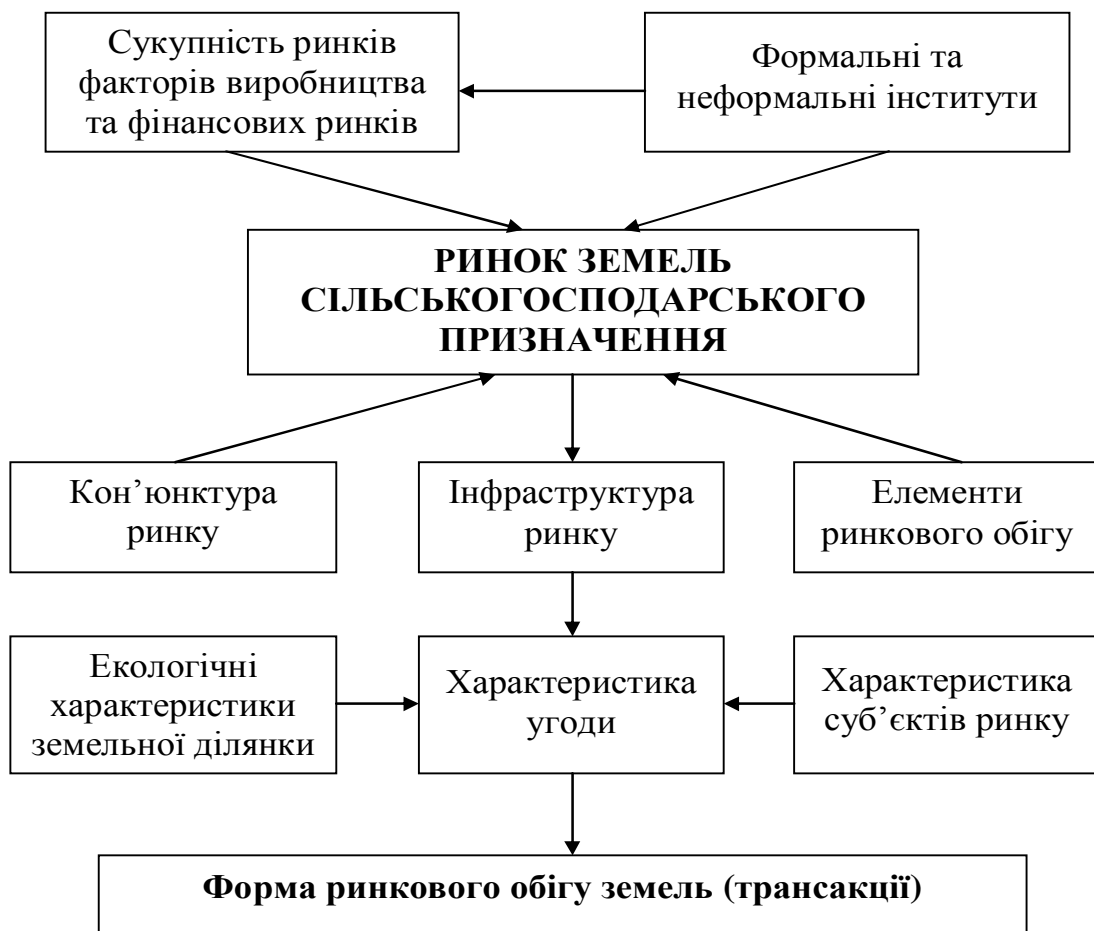 Сукупність ринків
факторів виробництва
та фінансових ринків
Формальні та
неформальні інститути
РИНОК ЗЕМЕЛЬ
СІЛЬСЬКОГОСПОДАРСЬКОГО
ПРИЗНАЧЕННЯ
Кон’юнктура
ринку
Інфраструктура
ринку
Елементи
ринкового обігу
Екологічні
характеристики
земельної ділянки
Характеристика
угоди
Характеристика
суб’єктів ринку
Форма ринкового обігу земель (трансакції)